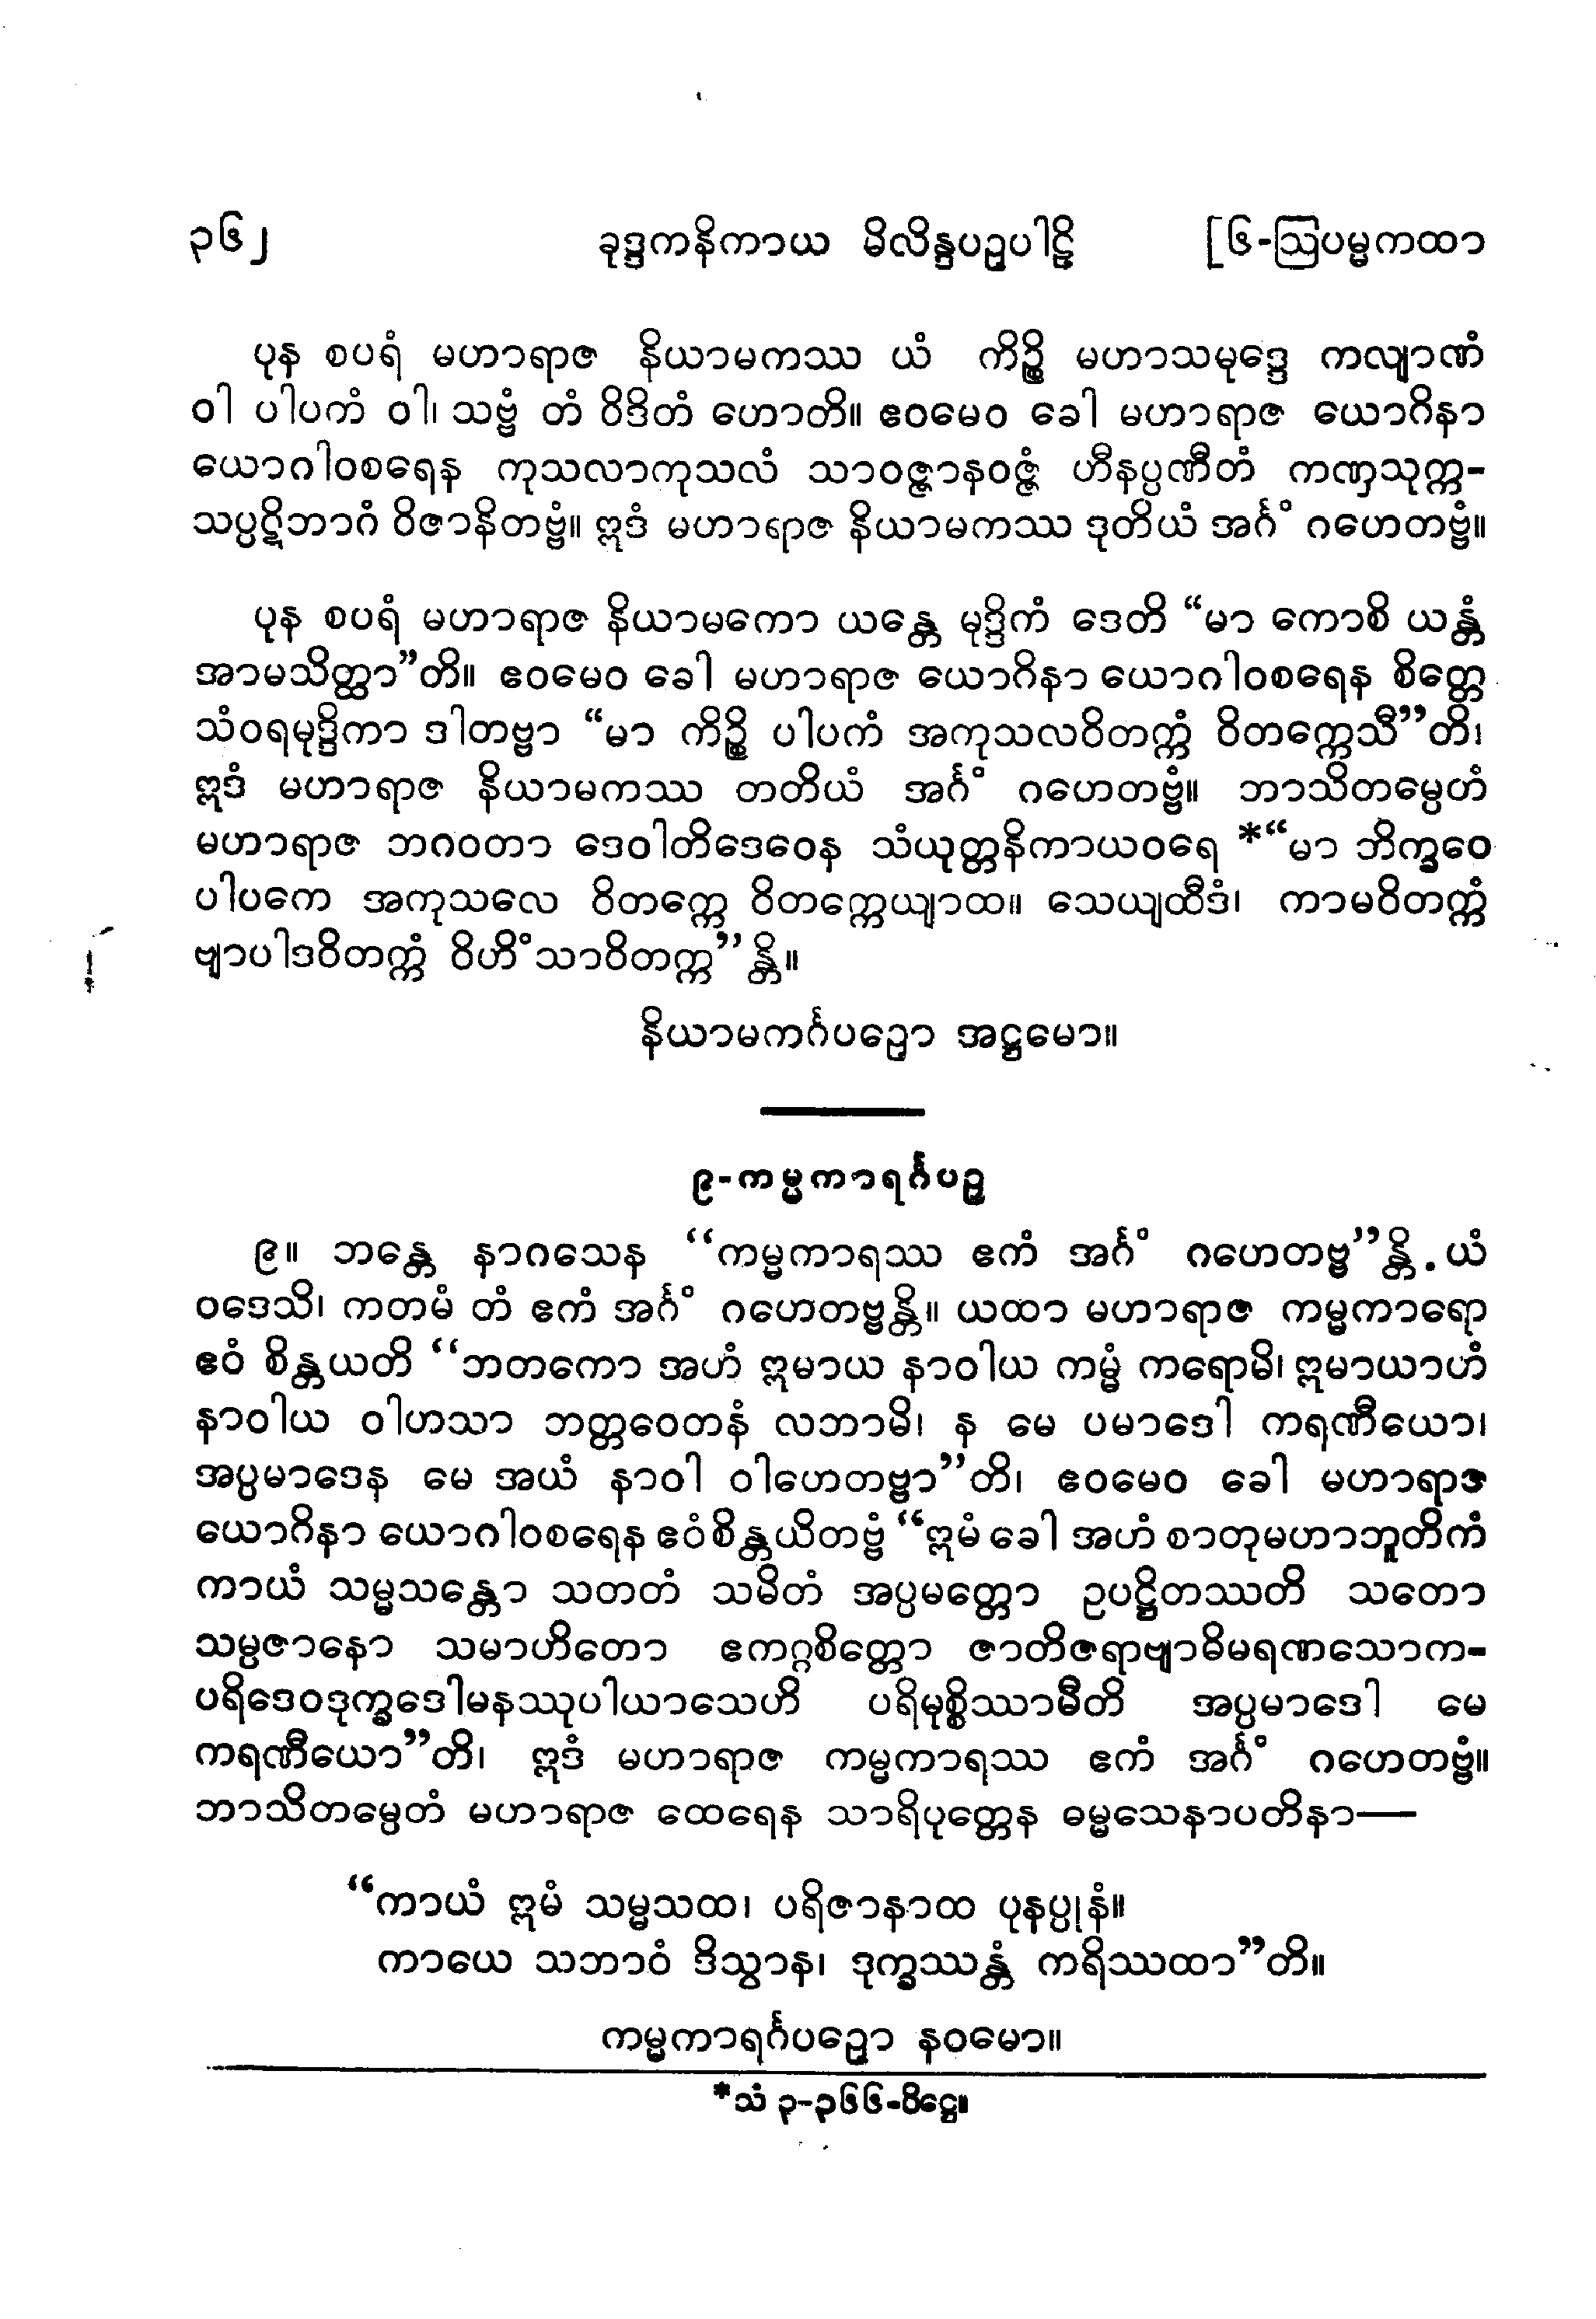 ၃၆၂ ခုဒ္ဒကနိကာယ မိလိန္ဒပဉှပါဠိ [၆-ဩပမ္မကထာ
ပုန စပရံ မဟာရာဇ နိယာမကဿ ယံ ကိဉ္စိ မဟာသမုဒ္ဒေ ကလျာဏံ
ဝါ ပါပကံ ဝါ၊ သဗ္ဗံ တံ ဝိဒိတံ ဟောတိ။ ဧဝမေဝ ခေါ မဟာရာဇ ယောဂိနာ
ယောဂါဝစရေန ကုသလာကုသလံ သာဝဇ္ဇာနဝဇ္ဇံ ဟီနပ္ပဏီတံ ကဏှသုက္က-
သပ္ပဋိဘာဂံ ဝိဇာနိတဗ္ဗံ။ ဣဒံ မဟာရာဇ နိယာမကဿ ဒုတိယံ အင်္ဂံ ဂဟေတဗ္ဗံ။
ပုန စပရံ မဟာရာဇ နိယာမကော ယန္တေ မုဒ္ဒိကံ ဒေတိ “မာ ကောစိ ယန္တံ
အာမသိတ္ထာ”တိ။ ဧဝမေဝ ခေါ မဟာရာဇ ယောဂိနာ ယောဂါဝစရေန စိတ္တေ
သံဝရမုဒ္ဒိကာ ဒါတဗ္ဗာ “မာ ကိဉ္စိ ပါပကံ အကုသလဝိတက္ကံ ဝိတက္ကေသီ”တိ၊
ဣဒံ မဟာရာဇ နိယာမကဿ တတိယံ အင်္ဂံ ဂဟေတဗ္ဗံ။ ဘာသိတမ္ပေတံ
မဟာရာဇ ဘဂဝတာ ဒေဝါတိဒေဝေန သံယုတ္တနိကာယဝရေ *“မာ ဘိက္ခဝေ
ပါပကေ အကုသလေ ဝိတက္ကေ ဝိတက္ကေယျာထ။ သေယျထီဒံ၊ ကာမဝိတက္ကံ
ဗျာပါဒဝိတက္ကံ ဝိဟိံသာဝိတက္က”န္တိ။
နိယာမကင်္ဂပဉှော အဋ္ဌမော။
၉-ကမ္မကာရင်္ဂပဉှ
၉။ ဘန္တေ နာဂသေန “ကမ္မကာရဿ ဧကံ အင်္ဂံ ဂဟေတဗ္ဗ”န္တိ.ယံ
ဝဒေသိ၊ ကတမံ တံ ဧကံ အင်္ဂံ ဂဟေတဗ္ဗန္တိ။ ယထာ မဟာရာဇ ကမ္မကာရော
ဧဝံ စိန္တယတိ “ဘတကော အဟံ ဣမာယ နာဝါယ ကမ္မံ ကရောမိ၊ ဣမာယာဟံ
နာဝါယ ဝါဟသာ ဘတ္တဝေတနံ လဘာမိ၊ န မေ ပမာဒေါ ကရဏီယော၊
အပ္ပမာဒေန မေ အယံ နာဝါ ဝါဟေတဗ္ဗာ”တိ၊ ဧဝမေဝ ခေါ မဟာရာဇ
ယောဂိနာ ယောဂါဝစရေန ဧဝံစိန္တယိတဗ္ဗံ “ဣမံ ခေါ အဟံ စာတုမဟာဘူတိကံ
ကာယံ သမ္မသန္တော သတတံ သမိတံ အပ္ပမတ္တော ဥပဋ္ဌိတဿတိ သတော
သမ္ပဇာနော သမာဟိတော ဧကဂ္ဂစိတ္တော ဇာတိဇရာဗျာဓိမရဏသောက-
ပရိဒေဝဒုက္ခဒေါမနဿုပါယာသေဟိ ပရိမုစ္စိဿာမီတိ အပ္ပမာဒေါ မေ
ကရဏီယော”တိ၊ ဣဒံ မဟာရာဇ ကမ္မကာရဿ ဧကံ အင်္ဂံ ဂဟေတဗ္ဗံ။
ဘာသိတမ္ပေတံ မဟာရာဇ ထေရေန သာရိပုတ္တေန ဓမ္မသေနာပတိနာ—
“ကာယံ ဣမံ သမ္မသထ၊ ပရိဇာနာထ ပုနပ္ပုနံ။
ကာယေ သဘာဝံ ဒိသွာန၊ ဒုက္ခဿန္တံ ကရိဿထာ”တိ။
ကမ္မကာရင်္ဂပဉှော နဝမော။
*သံ ၃-၃၆၆-ပိဋ္ဌေ။